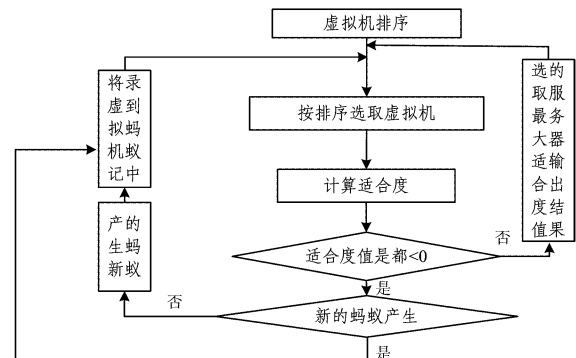 虚拟机排序
将虚拟机记
录到蚂蚁中
按排序选取虚拟机
选取最大适合度值
的服务器输出结果
计算适合度
产生新
的蚂蚁
适合度值是都<0
否
是
否
新的蚂蚁产生
是